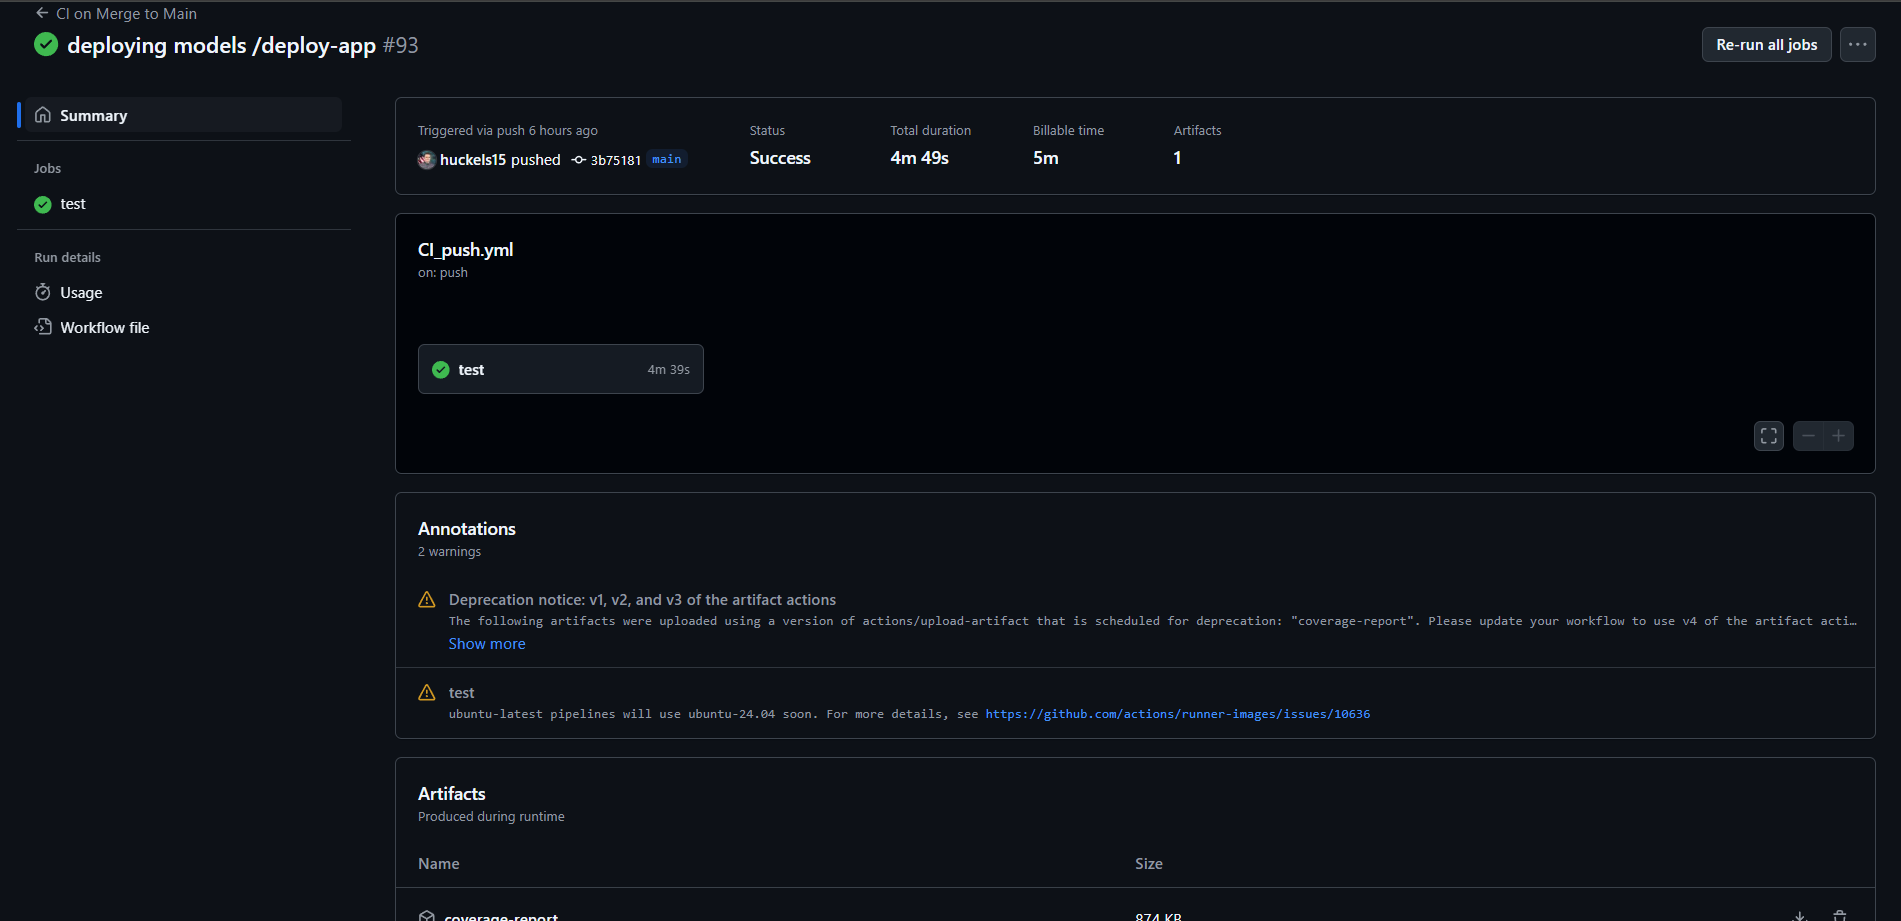 CI on Merge to Main
deploying models /deploy-app #93
Re-run all jobs
Summary
Jobs
test
Run details
Usage
Workflow file
Triggered via push 6 hours ago
huckels15 pushed 3b75181 main
Status
Success
Total duration
4m 49s
Billable time
5m
Artifacts
1
CI_push.yml
on: push
test 4m 39s
Annotations
2 warnings
Deprecation notice: v1, v2, and v3 of the artifact actions
The following artifacts were uploaded using a version of actions/upload-artifact that is scheduled for deprecation: "coverage-report". Please update your workflow to use v4 of the artifact acti…
Show more
test
ubuntu-latest pipelines will use ubuntu-24.04 soon. For more details, see https://github.com/actions/runner-images/issues/10636
Artifacts
Produced during runtime
Name Size
coverage-report 874 KB